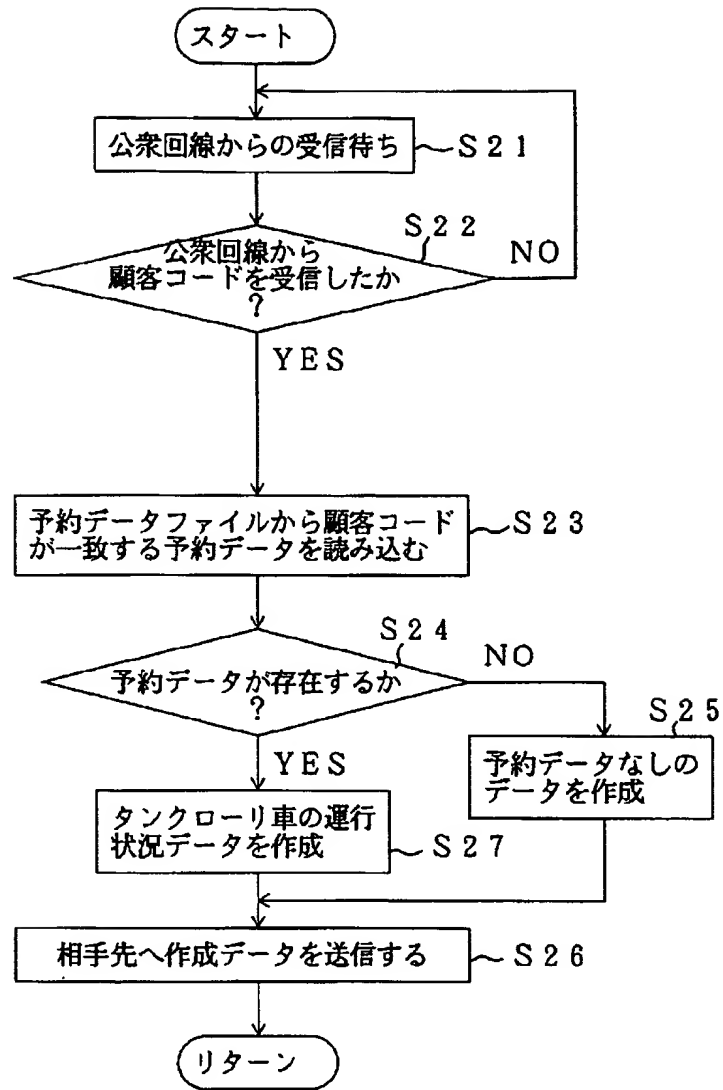 スタート
公衆回線からの受信待ち
S21
S22
公衆回線から
顧客コードを受信したか
?
NO
YES
予約データファイルから顧客コード
が一致する予約データを読み込む
S23
S24
予約データが存在するか
?
NO
YES
S25
予約データなしの
データを作成
タンクローリ車の運行
状況データを作成
S27
相手先へ作成データを送信する
S26
リターン